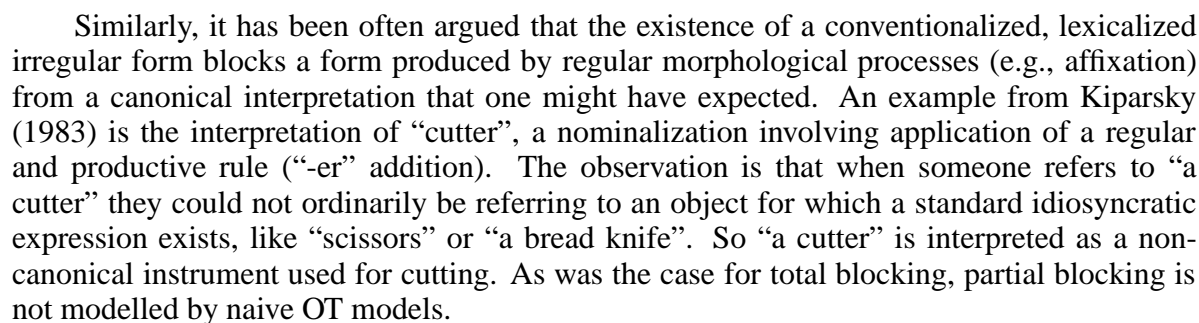 Similarly, it has been often argued that the existence of a conventionalized, lexicalized
irregular form blocks a form produced by regular morphological processes (e.g., affixation)
from a canonical interpretation that one might have expected. An example from Kiparsky
(1983) is the interpretation of “cutter”, a nominalization involving application of a regular
and productive rule (“-er” addition). The observation is that when someone refers to “a
cutter” they could not ordinarily be referring to an object for which a standard idiosyncratic
expression exists, like “scissors” or “a bread knife”. So “a cutter” is interpreted as a non-
canonical instrument used for cutting. As was the case for total blocking, partial blocking is
not modelled by naive OT models.